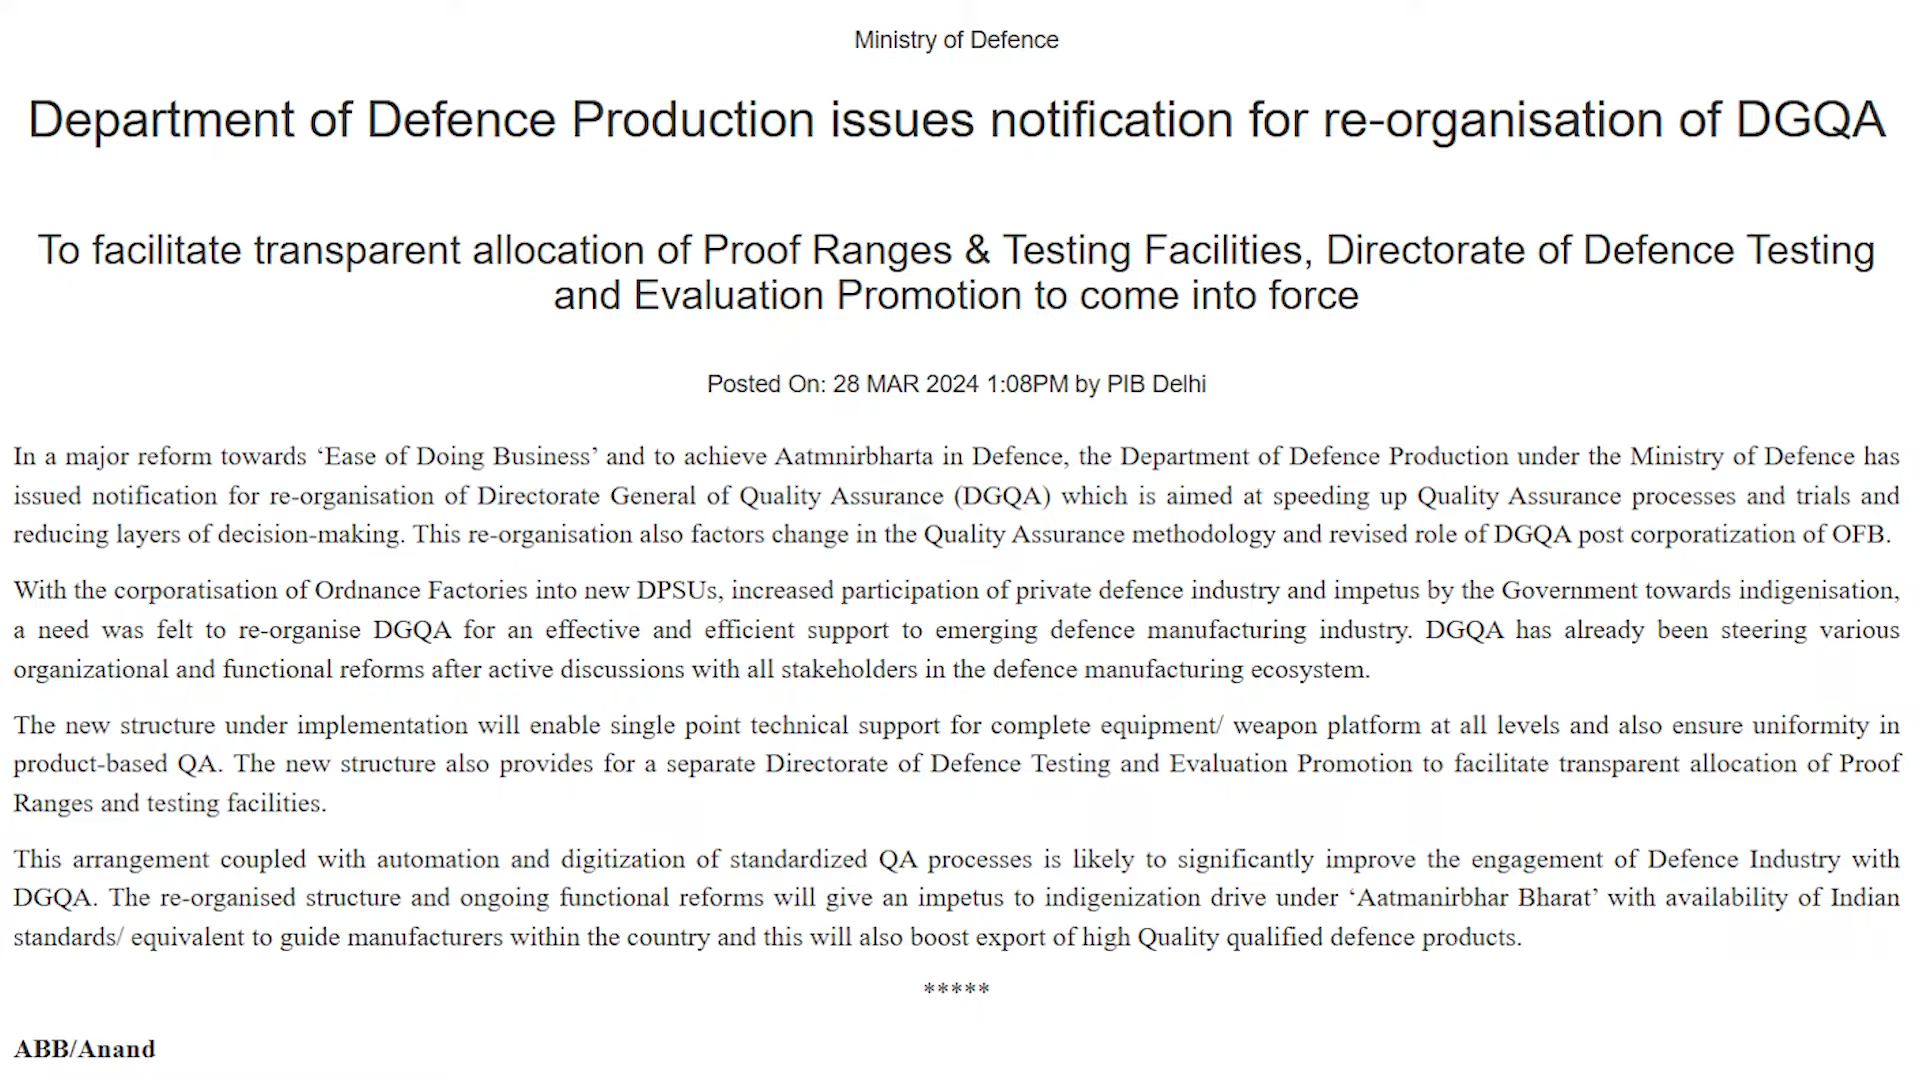 Ministry of Defence
Department of Defence Production issues notification for re-organisation of DGQA
To facilitate transparent allocation of Proof Ranges & Testing Facilities, Directorate of Defence Testing
and Evaluation Promotion to come into force
Posted On: 28 MAR 2024 1:08PM by PIB Delhi
In a major reform towards ‘Ease of Doing Business’ and to achieve Aatmnirbharta in Defence, the Department of Defence Production under the Ministry of Defence has
issued notification for re-organisation of Directorate General of Quality Assurance (DGQA) which is aimed at speeding up Quality Assurance processes and trials and
reducing layers of decision-making. This re-organisation also factors change in the Quality Assurance methodology and revised role of DGQA post corporatization of OFB.
With the corporatisation of Ordnance Factories into new DPSUs, increased participation of private defence industry and impetus by the Government towards indigenisation,
a need was felt to re-organise DGQA for an effective and efficient support to emerging defence manufacturing industry. DGQA has already been steering various
organizational and functional reforms after active discussions with all stakeholders in the defence manufacturing ecosystem.
The new structure under implementation will enable single point technical support for complete equipment/ weapon platform at all levels and also ensure uniformity in
product-based QA. The new structure also provides for a separate Directorate of Defence Testing and Evaluation Promotion to facilitate transparent allocation of Proof
Ranges and testing facilities.
This arrangement coupled with automation and digitization of standardized QA processes is likely to significantly improve the engagement of Defence Industry with
DGQA. The re-organised structure and ongoing functional reforms will give an impetus to indigenization drive under ‘Aatmanirbhar Bharat’ with availability of Indian
standards/ equivalent to guide manufacturers within the country and this will also boost export of high Quality qualified defence products.
*****
ABB/Anand